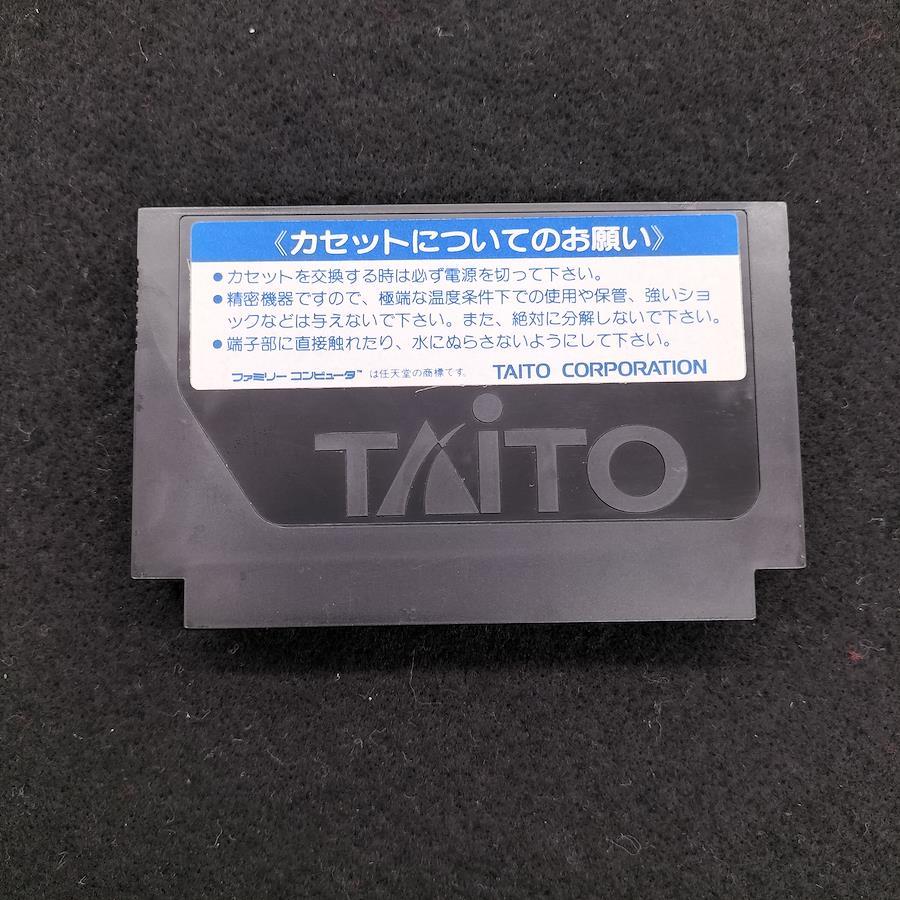 《カセットについてのお願い》
●カセットを交換する時は必ず電源を切って下さい。
●精密機器ですので、極端な温度条件下での使用や保管、強いショ
ックなどは与えないで下さい。また、絶対に分解しないで下さい。
●端子部に直接触れたり、水にぬらさないようにして下さい。
ファミリーコンピュータ™ は任天堂の商標です。 TAITO CORPORATION
TAITO